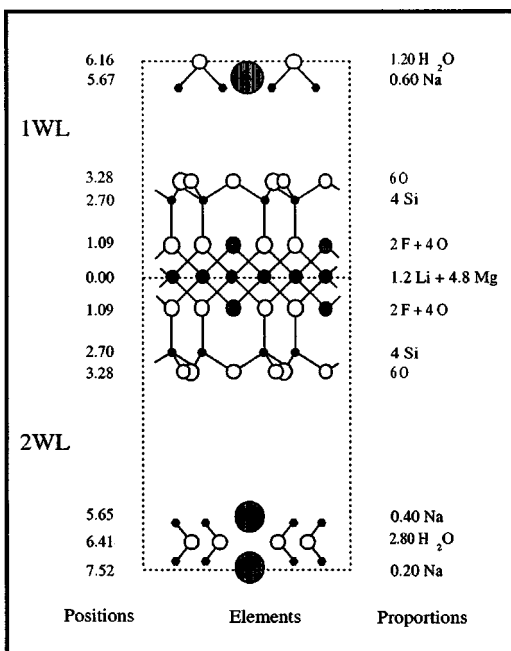 6.16 1.20 H2O
5.67 0.60 Na
1WL
3.28 6 O
2.70 4 Si
1.09 2 F + 4 O
0.00 1.2 Li + 4.8 Mg
1.09 2 F + 4 O
2.70 4 Si
3.28 6 O
2WL
5.65 0.40 Na
6.41 2.80 H2O
7.52 0.20 Na
Positions Elements Proportions